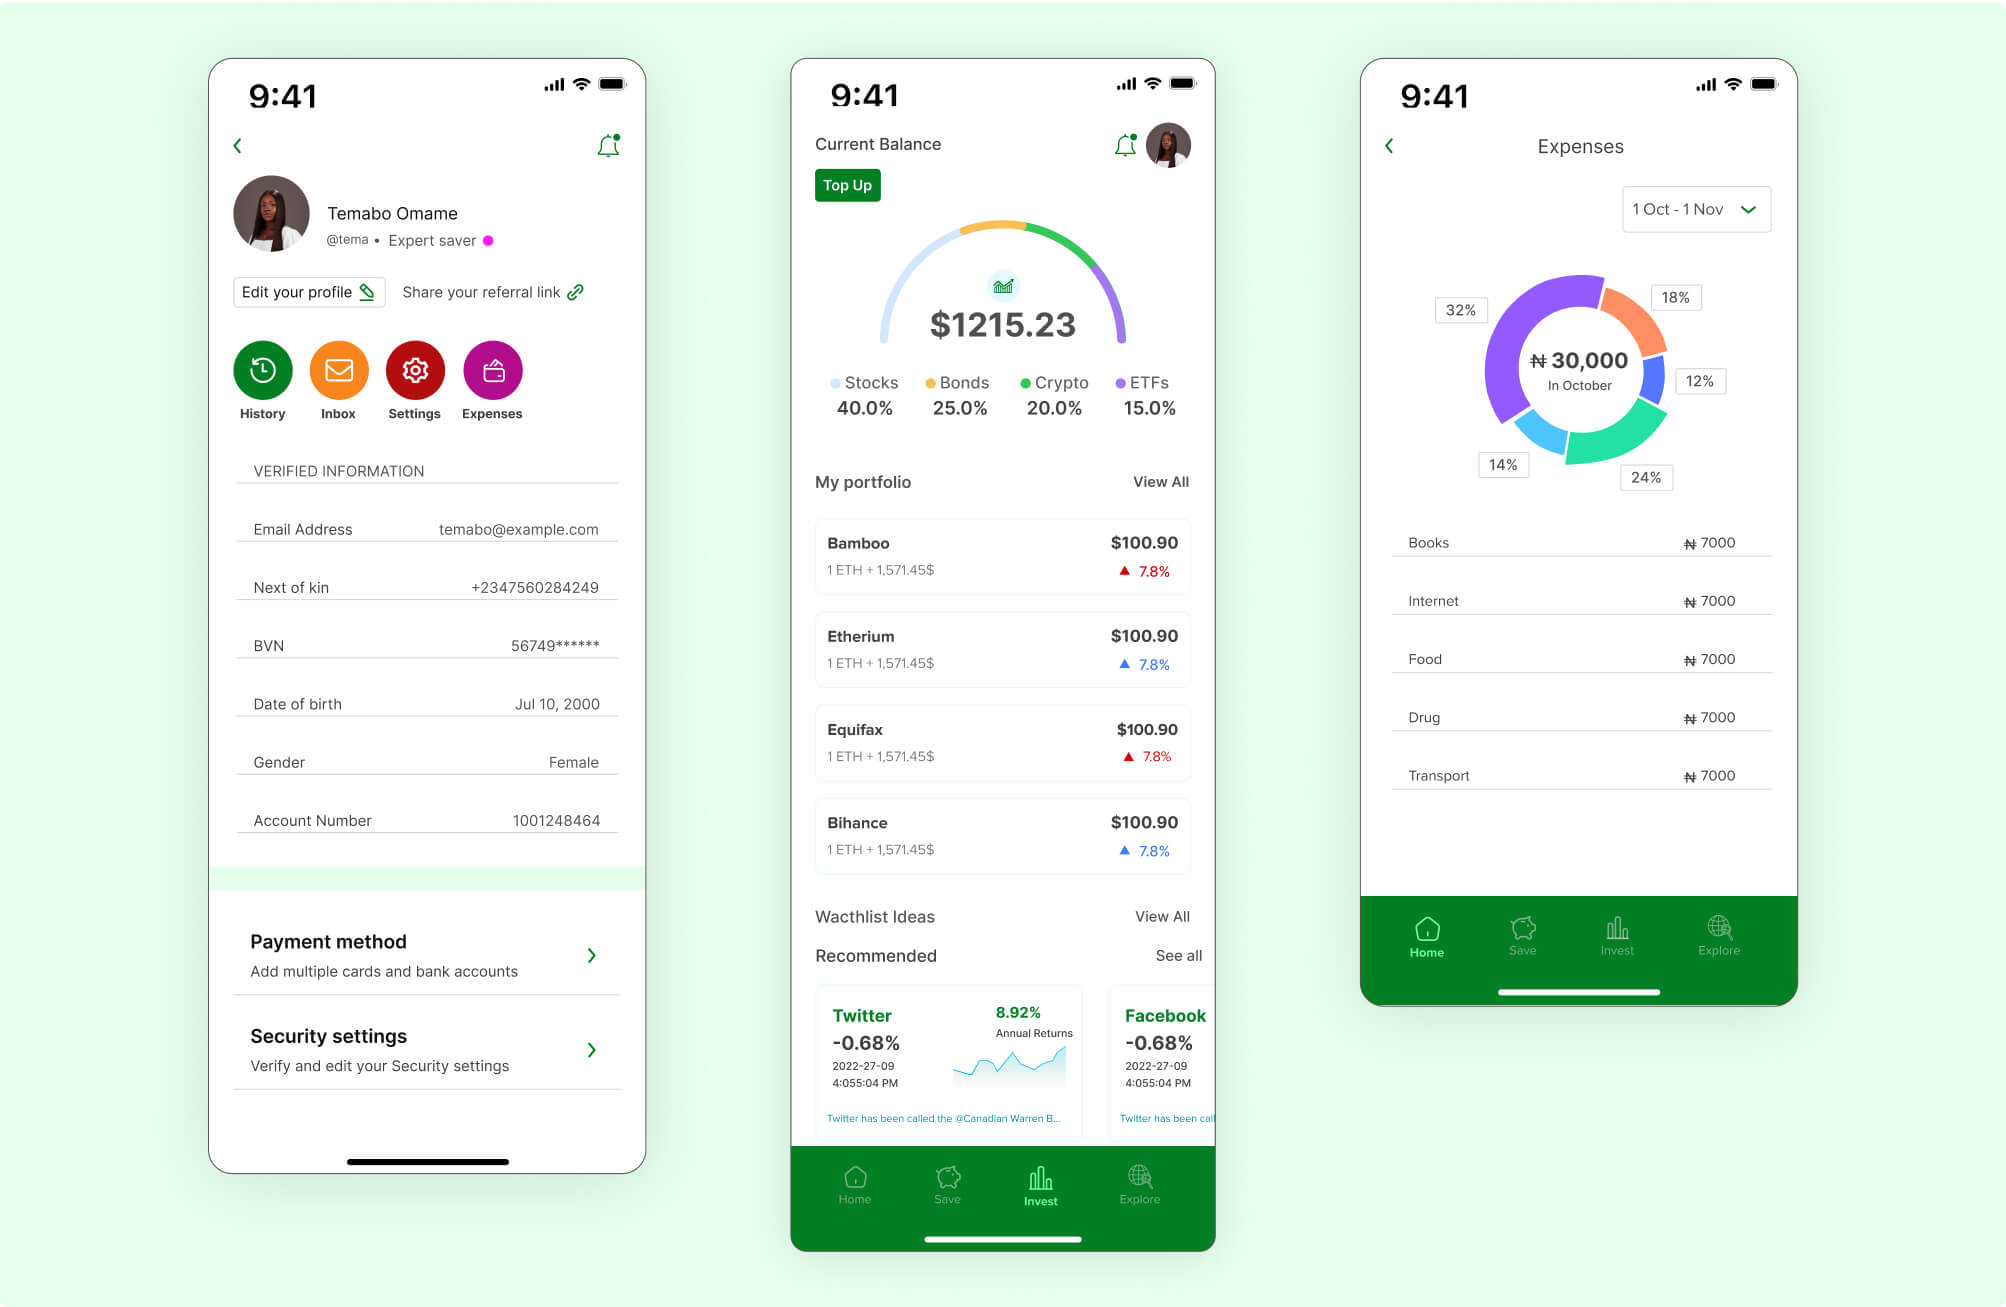 9:41
Temabo Omame
@tema • Expert saver
Edit your profile Share your referral link
History Inbox Settings Expenses
VERIFIED INFORMATION
Email Address temabo@example.com
Next of kin +2347560284249
BVN 56749******
Date of birth Jul 10, 2000
Gender Female
Account Number 1001248464
Payment method
Add multiple cards and bank accounts
Security settings
Verify and edit your Security settings
9:41
Current Balance
Top Up
$1215.23
Stocks Bonds Crypto ETFs
40.0% 25.0% 20.0% 15.0%
My portfolio View All
Bamboo $100.90
1 ETH + 1,571.45$ ▲ 7.8%
Etherium $100.90
1 ETH + 1,571.45$ ▲ 7.8%
Equifax $100.90
1 ETH + 1,571.45$ ▲ 7.8%
Bihance $100.90
1 ETH + 1,571.45$ ▲ 7.8%
Wacthlist Ideas View All
Recommended See all
Twitter 8.92%
-0.68% Annual Returns
2022-27-09
4:055:04 PM
Twitter has been called the @Canadian Warren B...
Facebook
-0.68%
2022-27-09
4:055:04 PM
Twitter has been call
Home Save Invest Explore
9:41
Expenses
1 Oct - 1 Nov
32% 18%
₦ 30,000
In October
12%
14% 24%
Books ₦ 7000
Internet ₦ 7000
Food ₦ 7000
Drug ₦ 7000
Transport ₦ 7000
Home Save Invest Explore